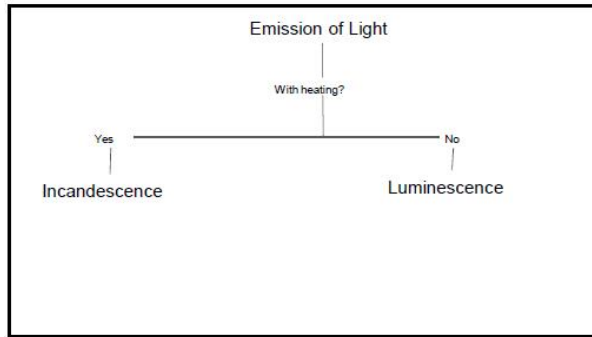 Emission of Light
With heating?
Yes
No
Incandescence
Luminescence